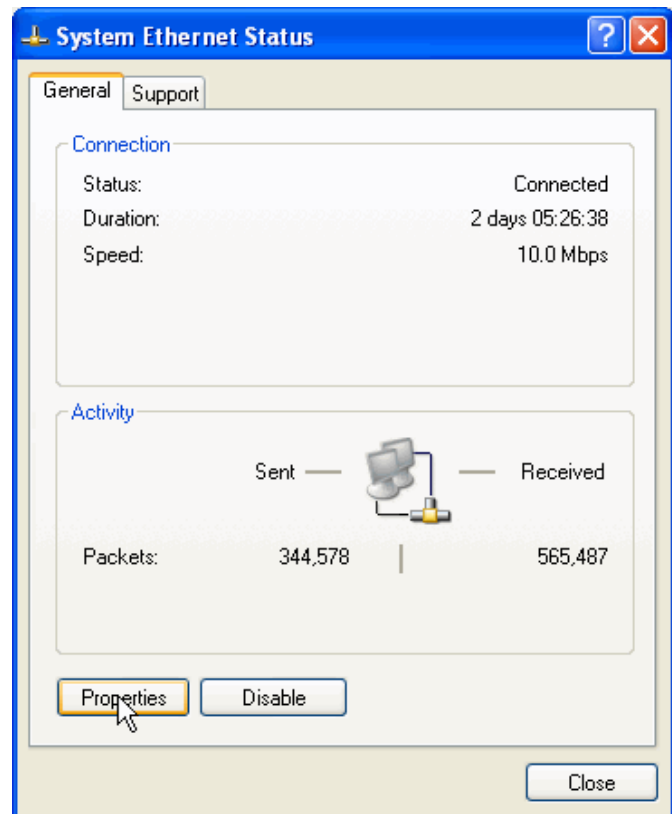 System Ethernet Status
General Support
Connection
Status: Connected
Duration: 2 days 05:26:38
Speed: 10.0 Mbps
Activity
Sent Received
Packets: 344,578 565,487
Properties Disable
Close